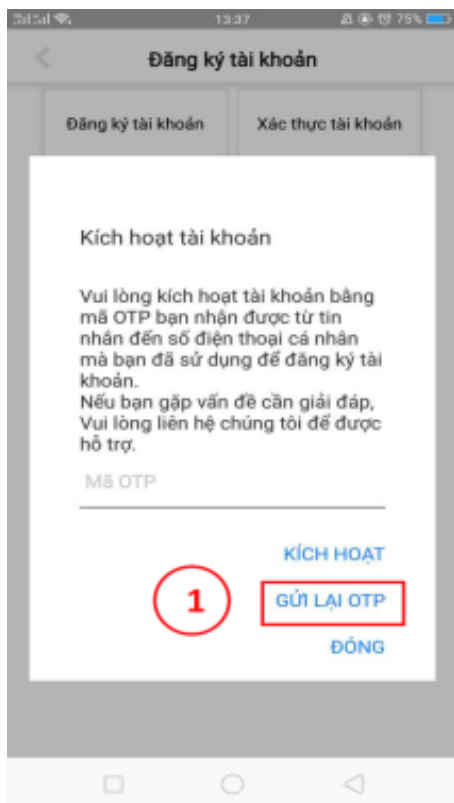 13:37
75%
Đăng ký tài khoản
Đăng ký tài khoản
Xác thực tài khoản
Kích hoạt tài khoản
Vui lòng kích hoạt tài khoản bằng
mã OTP bạn nhận được từ tin
nhắn đến số điện thoại cá nhân
mà bạn đã sử dụng để đăng ký tài
khoản.
Nếu bạn gặp vấn đề cần giải đáp,
Vui lòng liên hệ chúng tôi để được
hỗ trợ.
Mã OTP
KÍCH HOẠT
1
GỬI LẠI OTP
ĐÓNG